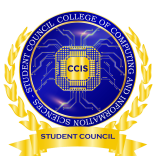 STUDENT COUNCIL COLLEGE OF COMPUTING AND INFORMATION SCIENCES
CCIS
STUDENT COUNCIL